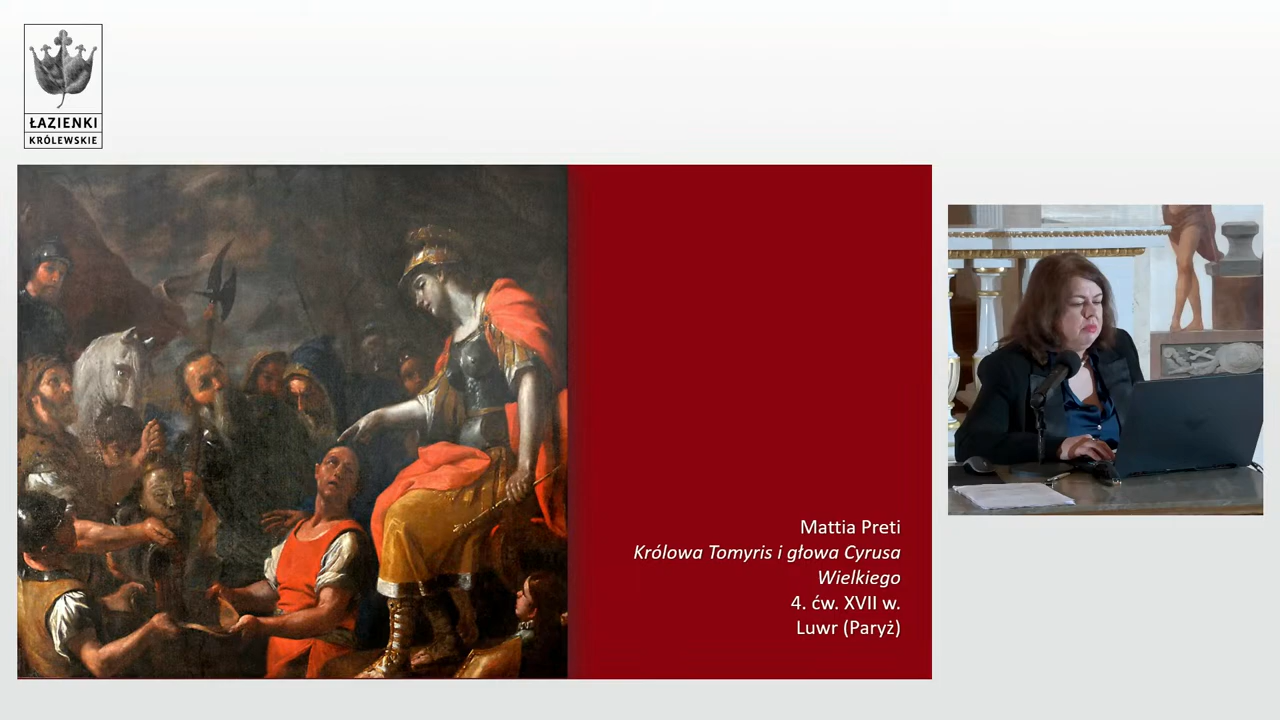 ŁAZIENKI
KRÓLEWSKIE
Mattia Preti
Królowa Tomyris i głowa Cyrusa
Wielkiego
4. ćw. XVII w.
Luwr (Paryż)